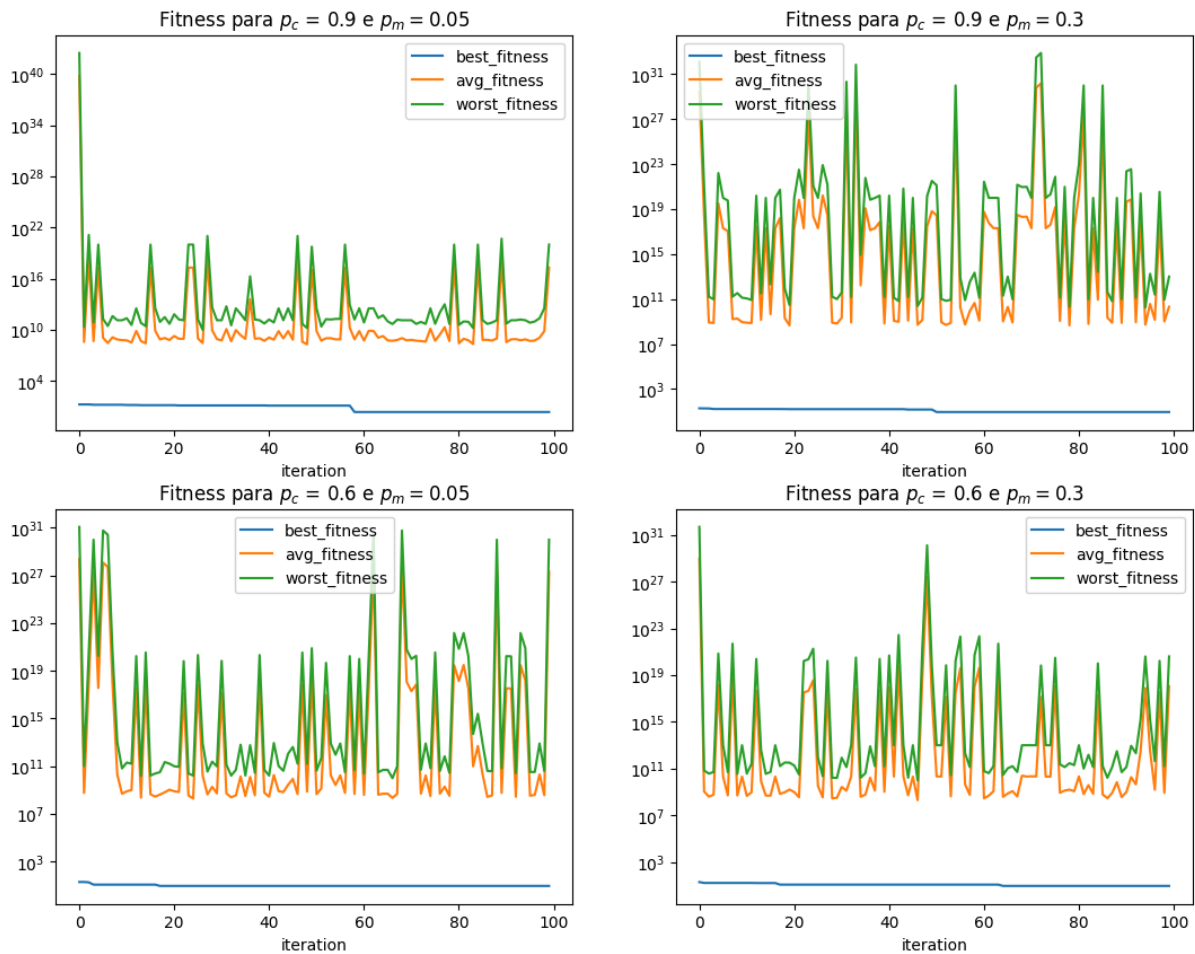 Fitness para $p_c$ = 0.9 e $p_m$ = 0.05
best_fitness
avg_fitness
worst_fitness
10^40
10^34
10^28
10^22
10^16
10^10
10^4
0 20 40 60 80 100
iteration
Fitness para $p_c$ = 0.9 e $p_m$ = 0.3
best_fitness
avg_fitness
worst_fitness
10^31
10^27
10^23
10^19
10^15
10^11
10^7
10^3
0 20 40 60 80 100
iteration
Fitness para $p_c$ = 0.6 e $p_m$ = 0.05
best_fitness
avg_fitness
worst_fitness
10^31
10^27
10^23
10^19
10^15
10^11
10^7
10^3
0 20 40 60 80 100
iteration
Fitness para $p_c$ = 0.6 e $p_m$ = 0.3
best_fitness
avg_fitness
worst_fitness
10^31
10^27
10^23
10^19
10^15
10^11
10^7
10^3
0 20 40 60 80 100
iteration